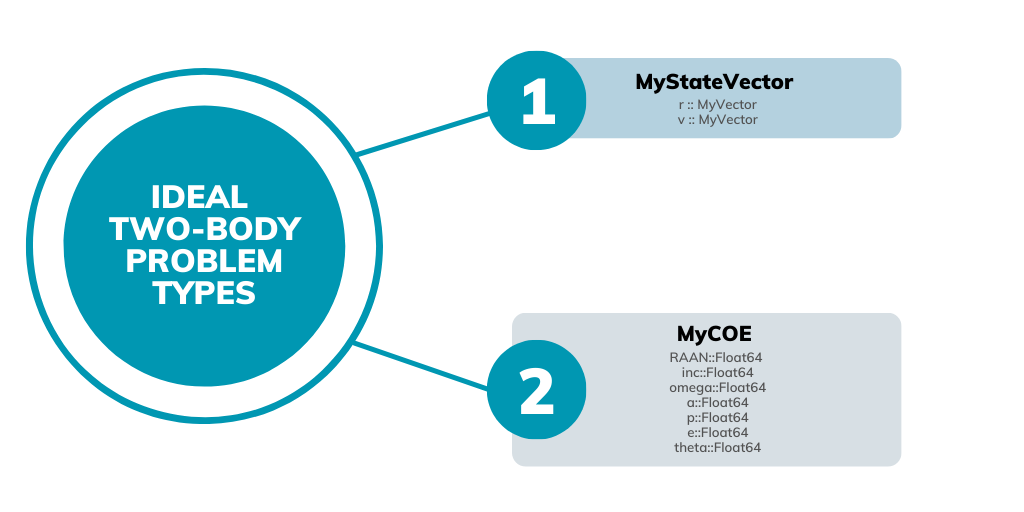 IDEAL
TWO-BODY
PROBLEM
TYPES
1
MyStateVector
r :: MyVector
v :: MyVector
2
MyCOE
RAAN::Float64
inc::Float64
omega::Float64
a::Float64
p::Float64
e::Float64
theta::Float64